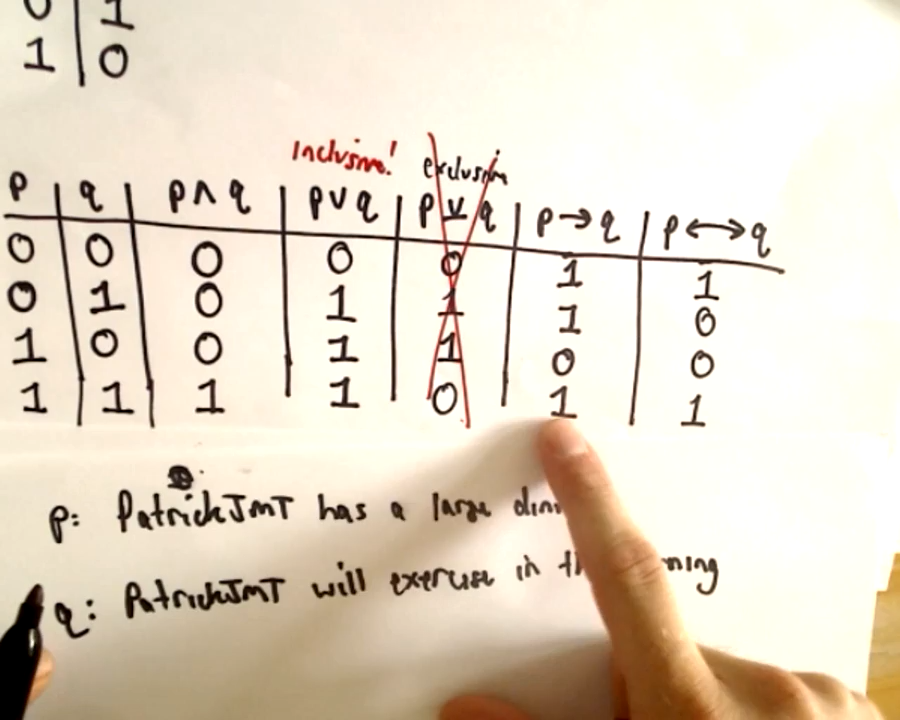 0 1
1 0
Inclusive! exclusive
p q p∧q p∨q p⊻q p→q p↔q
0 0 0 0 0 1 1
0 1 0 1 1 1 0
1 0 0 1 1 0 0
1 1 1 1 0 1 1
p: PatrickJMT has a large
q: PatrickJMT will exercise in